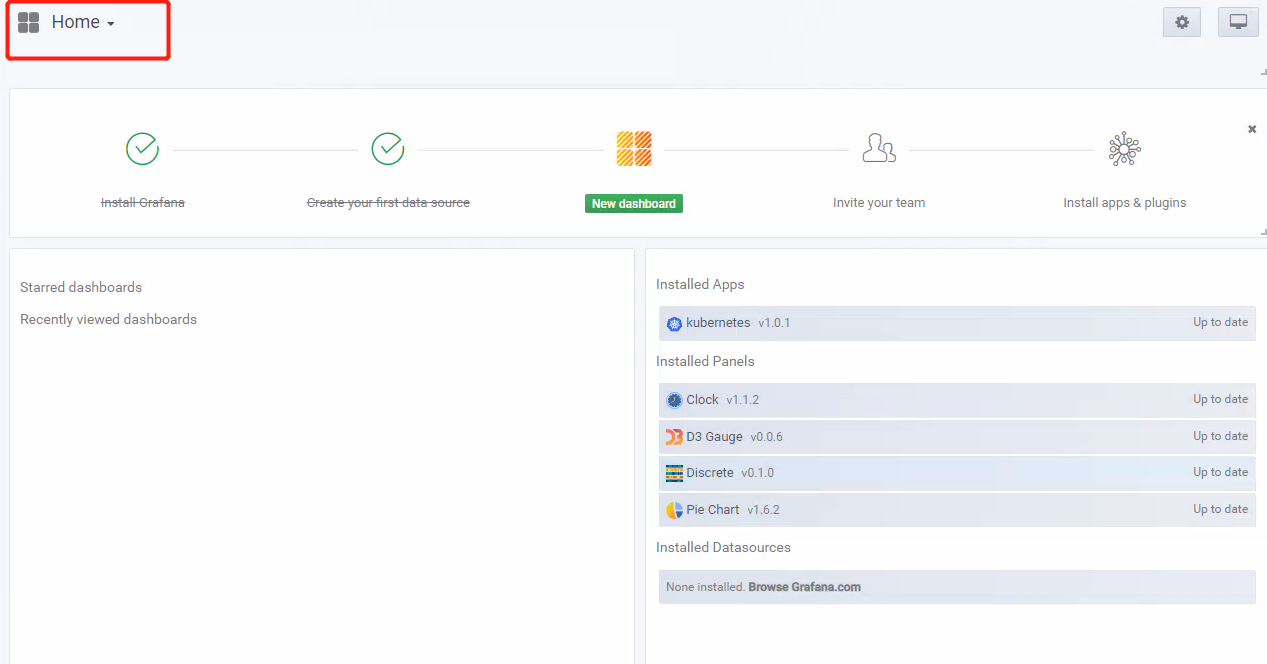 Home
Install Grafana
Create your first data source
New dashboard
Invite your team
Install apps & plugins
Starred dashboards
Recently viewed dashboards
Installed Apps
kubernetes v1.0.1 Up to date
Installed Panels
Clock v1.1.2 Up to date
D3 Gauge v0.0.6 Up to date
Discrete v0.1.0 Up to date
Pie Chart v1.6.2 Up to date
Installed Datasources
None installed. Browse Grafana.com